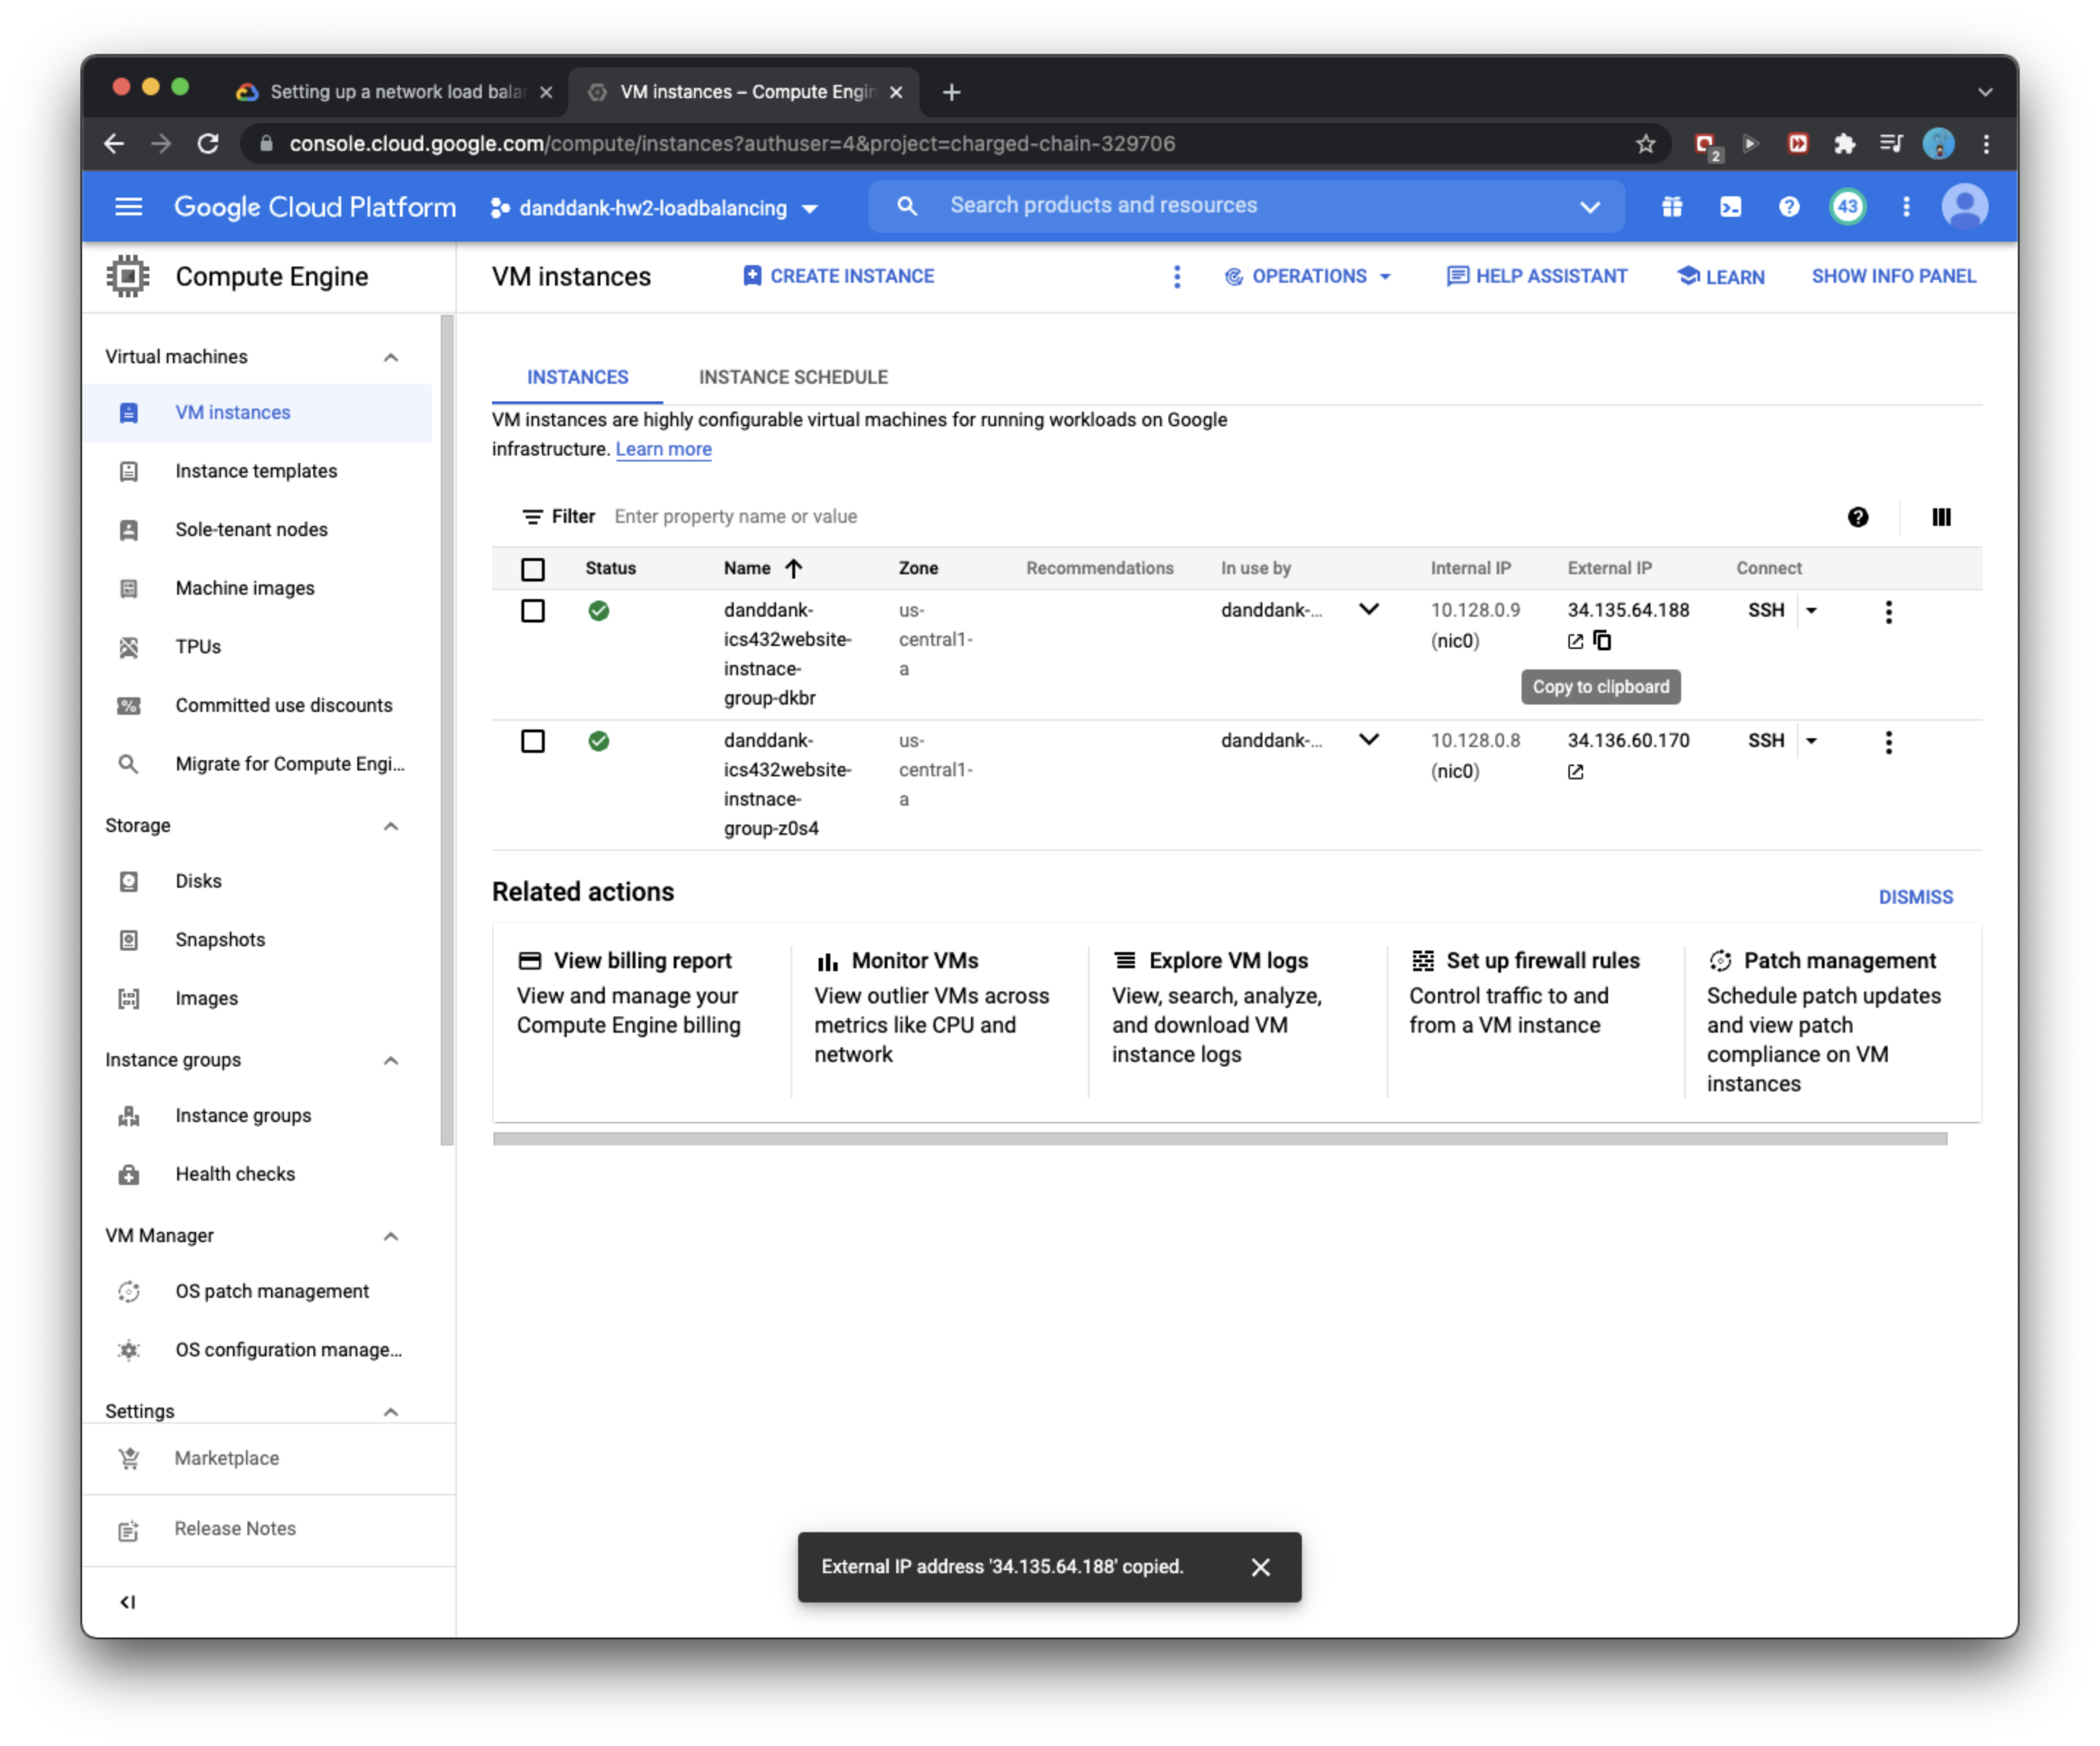 Setting up a network load bala
VM instances – Compute Engin
console.cloud.google.com/compute/instances?authuser=4&project=charged-chain-329706
2
Google Cloud Platform
danddank-hw2-loadbalancing
Search products and resources
43
Compute Engine
VM instances
CREATE INSTANCE
OPERATIONS
HELP ASSISTANT
LEARN
SHOW INFO PANEL
Virtual machines
VM instances
Instance templates
Sole-tenant nodes
Machine images
TPUs
Committed use discounts
Migrate for Compute Engi...
Storage
Disks
Snapshots
Images
Instance groups
Instance groups
Health checks
VM Manager
OS patch management
OS configuration manage...
Settings
Marketplace
Release Notes
INSTANCES
INSTANCE SCHEDULE
VM instances are highly configurable virtual machines for running workloads on Google
infrastructure. Learn more
Filter Enter property name or value
Status Name Zone Recommendations In use by Internal IP External IP Connect
danddank- us- danddank-... 10.128.0.9 34.135.64.188 SSH
ics432website- central1- (nic0)
instnace- a
group-dkbr
Copy to clipboard
danddank- us- danddank-... 10.128.0.8 34.136.60.170 SSH
ics432website- central1- (nic0)
instnace- a
group-z0s4
Related actions
DISMISS
View billing report
View and manage your
Compute Engine billing
Monitor VMs
View outlier VMs across
metrics like CPU and
network
Explore VM logs
View, search, analyze,
and download VM
instance logs
Set up firewall rules
Control traffic to and
from a VM instance
Patch management
Schedule patch updates
and view patch
compliance on VM
instances
External IP address '34.135.64.188' copied.